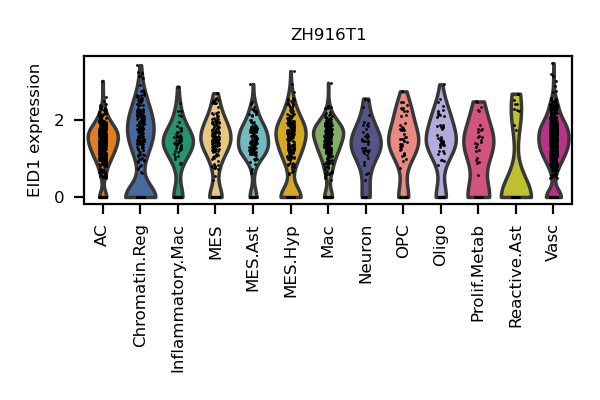 ZH916T1
EID1 expression
2
0
AC
Chromatin.Reg
Inflammatory.Mac
MES
MES.Ast
MES.Hyp
Mac
Neuron
OPC
Oligo
Prolif.Metab
Reactive.Ast
Vasc